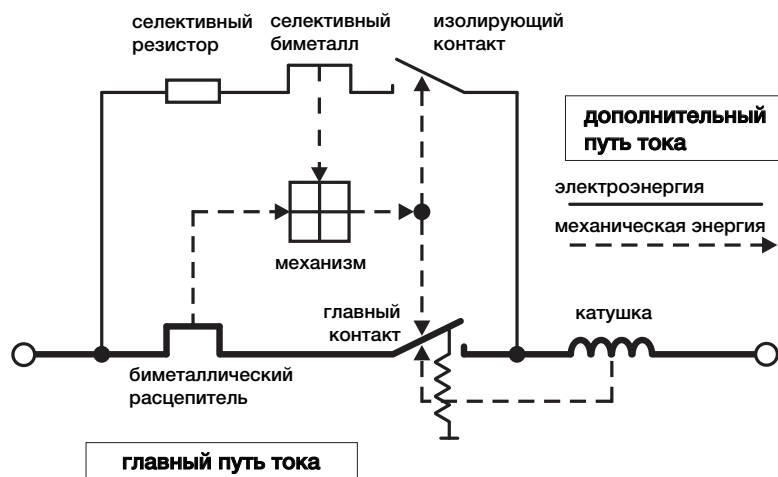 селективный
резистор
селективный
биметалл
изолирующий
контакт
дополнительный
путь тока
электроэнергия
механическая энергия
механизм
главный
контакт
катушка
биметаллический
расцепитель
главный путь тока